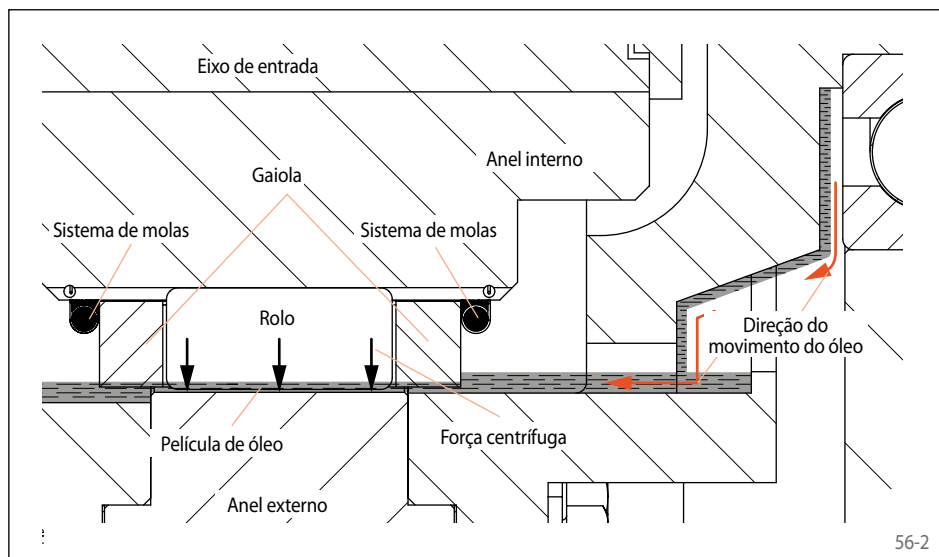 Eixo de entrada
Anel interno
Gaiola
Sistema de molas
Sistema de molas
Rolo
Direção do
movimento do óleo
Película de óleo
Força centrífuga
Anel externo
56-2